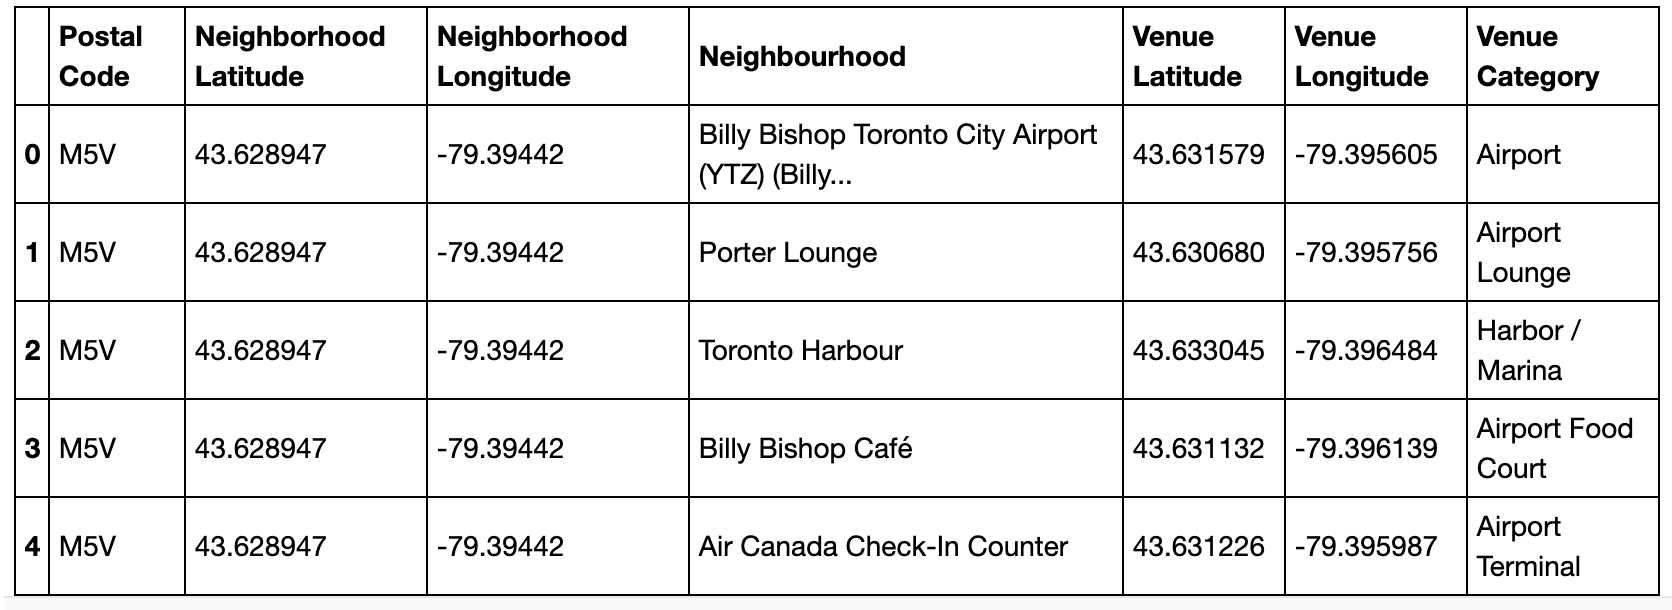 Postal Code Neighborhood Latitude Neighborhood Longitude Neighbourhood Venue Latitude Venue Longitude Venue Category
0 M5V 43.628947 -79.39442 Billy Bishop Toronto City Airport (YTZ) (Billy... 43.631579 -79.395605 Airport
1 M5V 43.628947 -79.39442 Porter Lounge 43.630680 -79.395756 Airport Lounge
2 M5V 43.628947 -79.39442 Toronto Harbour 43.633045 -79.396484 Harbor / Marina
3 M5V 43.628947 -79.39442 Billy Bishop Café 43.631132 -79.396139 Airport Food Court
4 M5V 43.628947 -79.39442 Air Canada Check-In Counter 43.631226 -79.395987 Airport Terminal